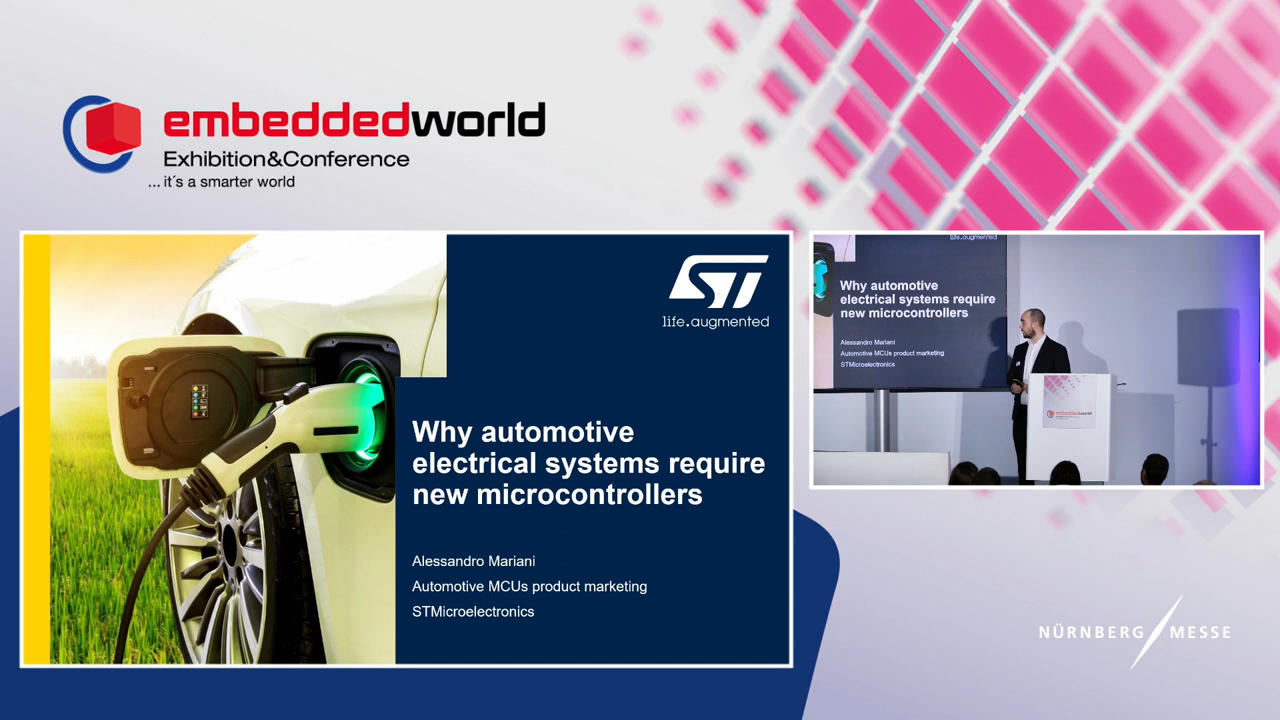 embeddedworld
Exhibition&Conference
... it´s a smarter world
ST
life.augmented
Why automotive
electrical systems require
new microcontrollers
Alessandro Mariani
Automotive MCUs product marketing
STMicroelectronics
life.augmented
Why automotive
electrical systems require
new microcontrollers
Alessandro Mariani
Automotive MCUs product marketing
STMicroelectronics
embeddedworld
NÜRNBERG MESSE